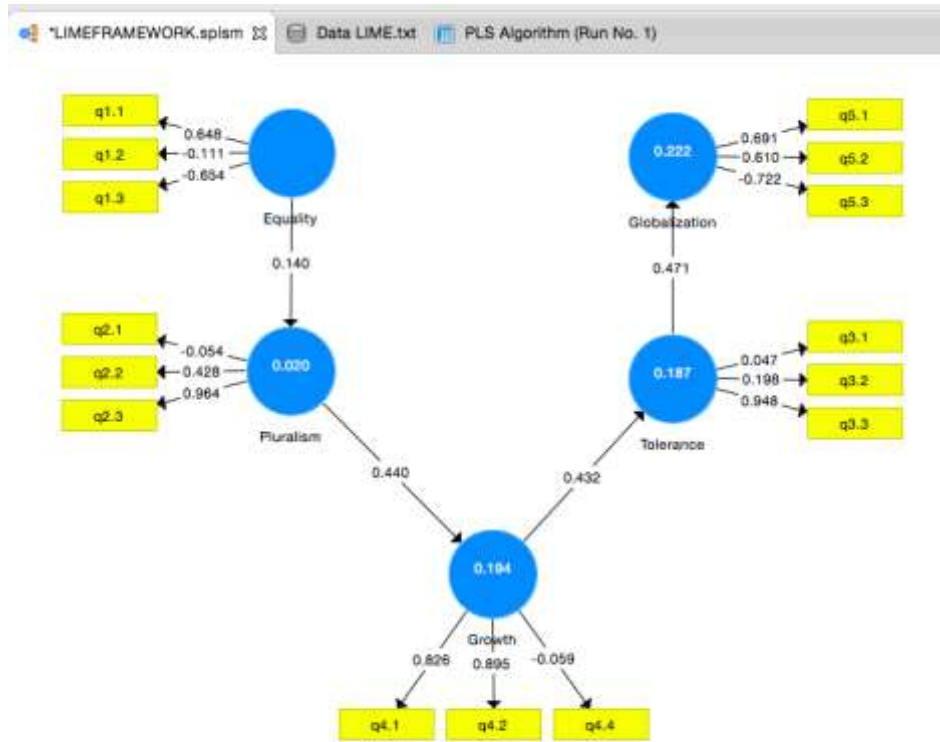 *LIMEFRAMEWORK.splsm
Data LIME.txt
PLS Algorithm (Run No. 1)
q1.1
q1.2
q1.3
0.648
-0.111
-0.654
Equality
0.140
q2.1
q2.2
q2.3
-0.054
0.428
0.964
0.020
Pluralism
0.440
0.194
Growth
0.826
0.895
-0.059
q4.1
q4.2
q4.4
0.432
0.187
Tolerance
0.047
0.198
0.948
q3.1
q3.2
q3.3
0.471
0.222
Globalization
0.691
0.610
-0.722
q5.1
q5.2
q5.3